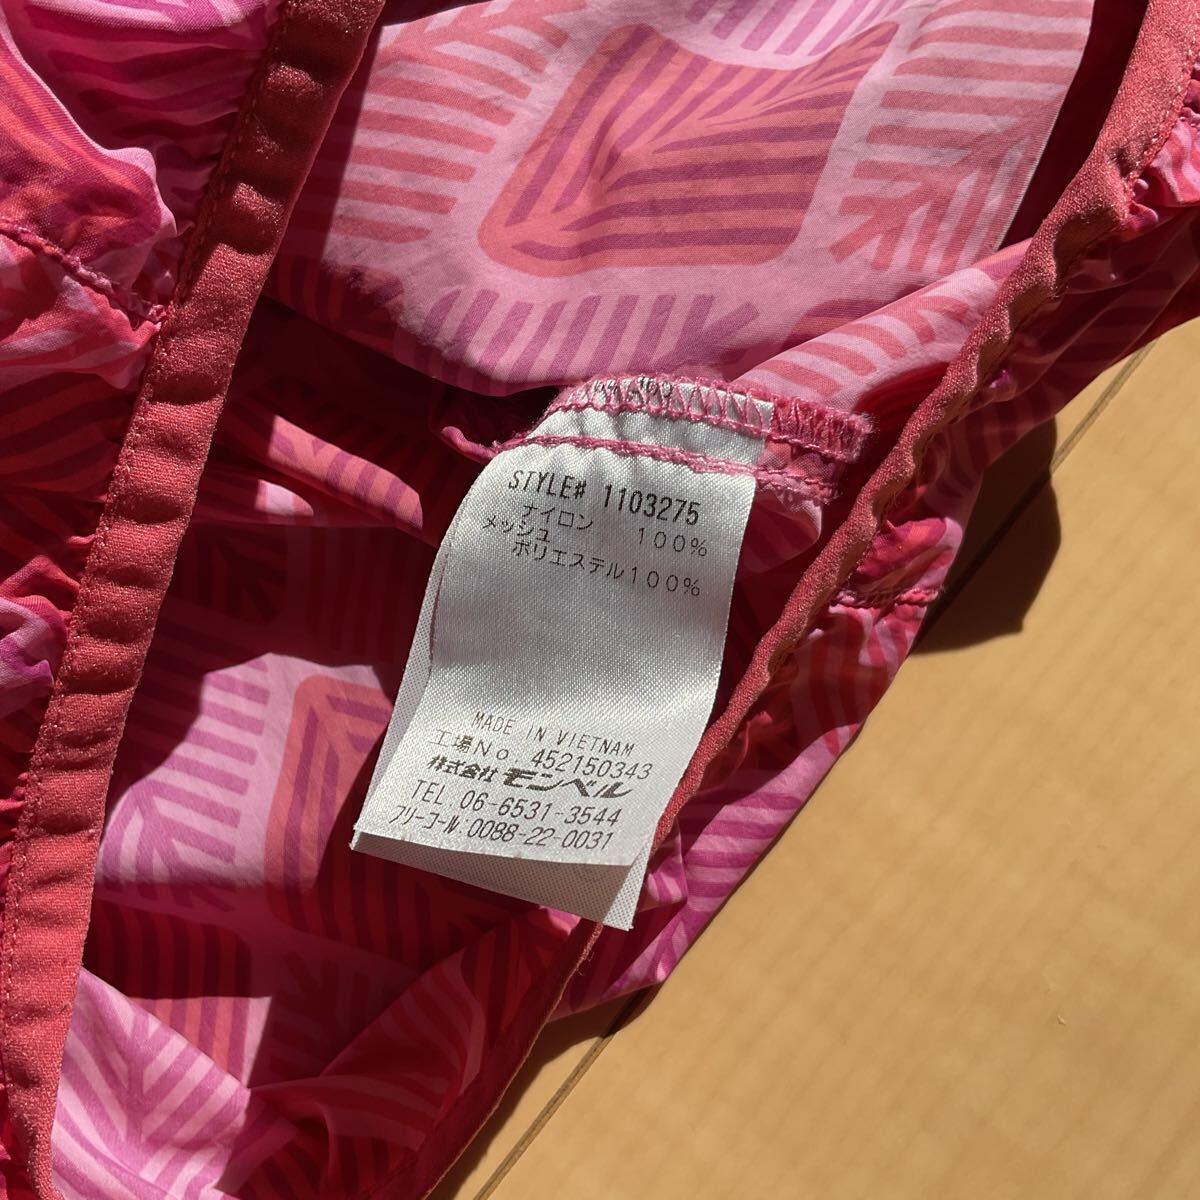 STYLE# 1103275
ナイロン 100%
メッシュ
ポリエステル100%
MADE IN VIETNAM
工場No 452150343
株式会社 モンベル
TEL.06-6531-3544
フリーコール:0088-22-0031